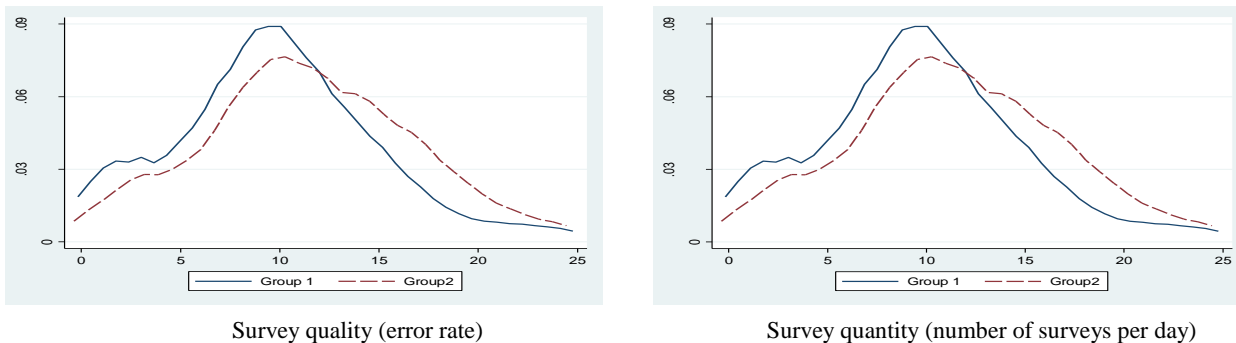 .09
.06
.03
0
0 5 10 15 20 25
Group 1 Group2
Survey quality (error rate)
.09
.06
.03
0
0 5 10 15 20 25
Group 1 Group2
Survey quantity (number of surveys per day)